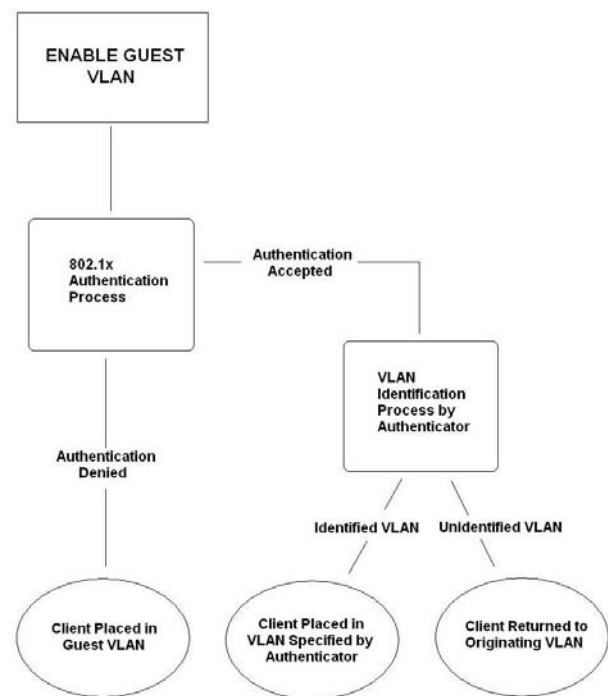 ENABLE GUEST
VLAN
802.1x
Authentication
Process
Authentication
Accepted
VLAN
Identification
Process by
Authenticator
Authentication
Denied
Identified VLAN
Unidentified VLAN
Client Placed in
Guest VLAN
Client Placed in
VLAN Specified by
Authenticator
Client Returned to
Originating VLAN